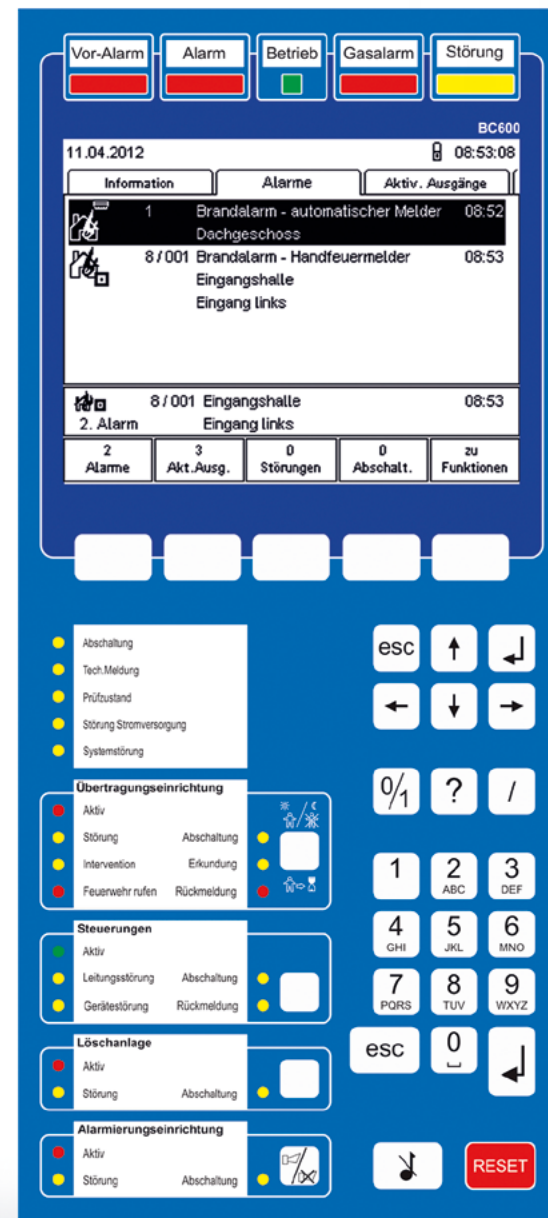 Vor-Alarm Alarm Betrieb Gasalarm Störung
BC600
11.04.2012 08:53:08
Information Alarme Aktiv. Ausgänge
1 Brandalarm - automatischer Melder 08:52
Dachgeschoss
8/001 Brandalarm - Handfeuermelder 08:53
Eingangshalle
Eingang links
8/001 Eingangshalle 08:53
2. Alarm Eingang links
2 3 0 0 zu
Alarme Akt.Ausg. Störungen Abschalt. Funktionen
Abschaltung
Tech.Meldung
Prüfzustand
Störung Stromversorgung
Systemstörung
esc
Übertragungseinrichtung
Aktiv
Störung Abschaltung
Intervention Erkundung
Feuerwehr rufen Rückmeldung
Steuerungen
Aktiv
Leitungsstörung Abschaltung
Gerätestörung Rückmeldung
Löschanlage
Aktiv
Störung Abschaltung
Alarmierungseinrichtung
Aktiv
Störung Abschaltung
0/1 ? /
1 2 3
ABC DEF
4 5 6
GHI JKL MNO
7 8 9
PQRS TUV WXYZ
esc 0
RESET